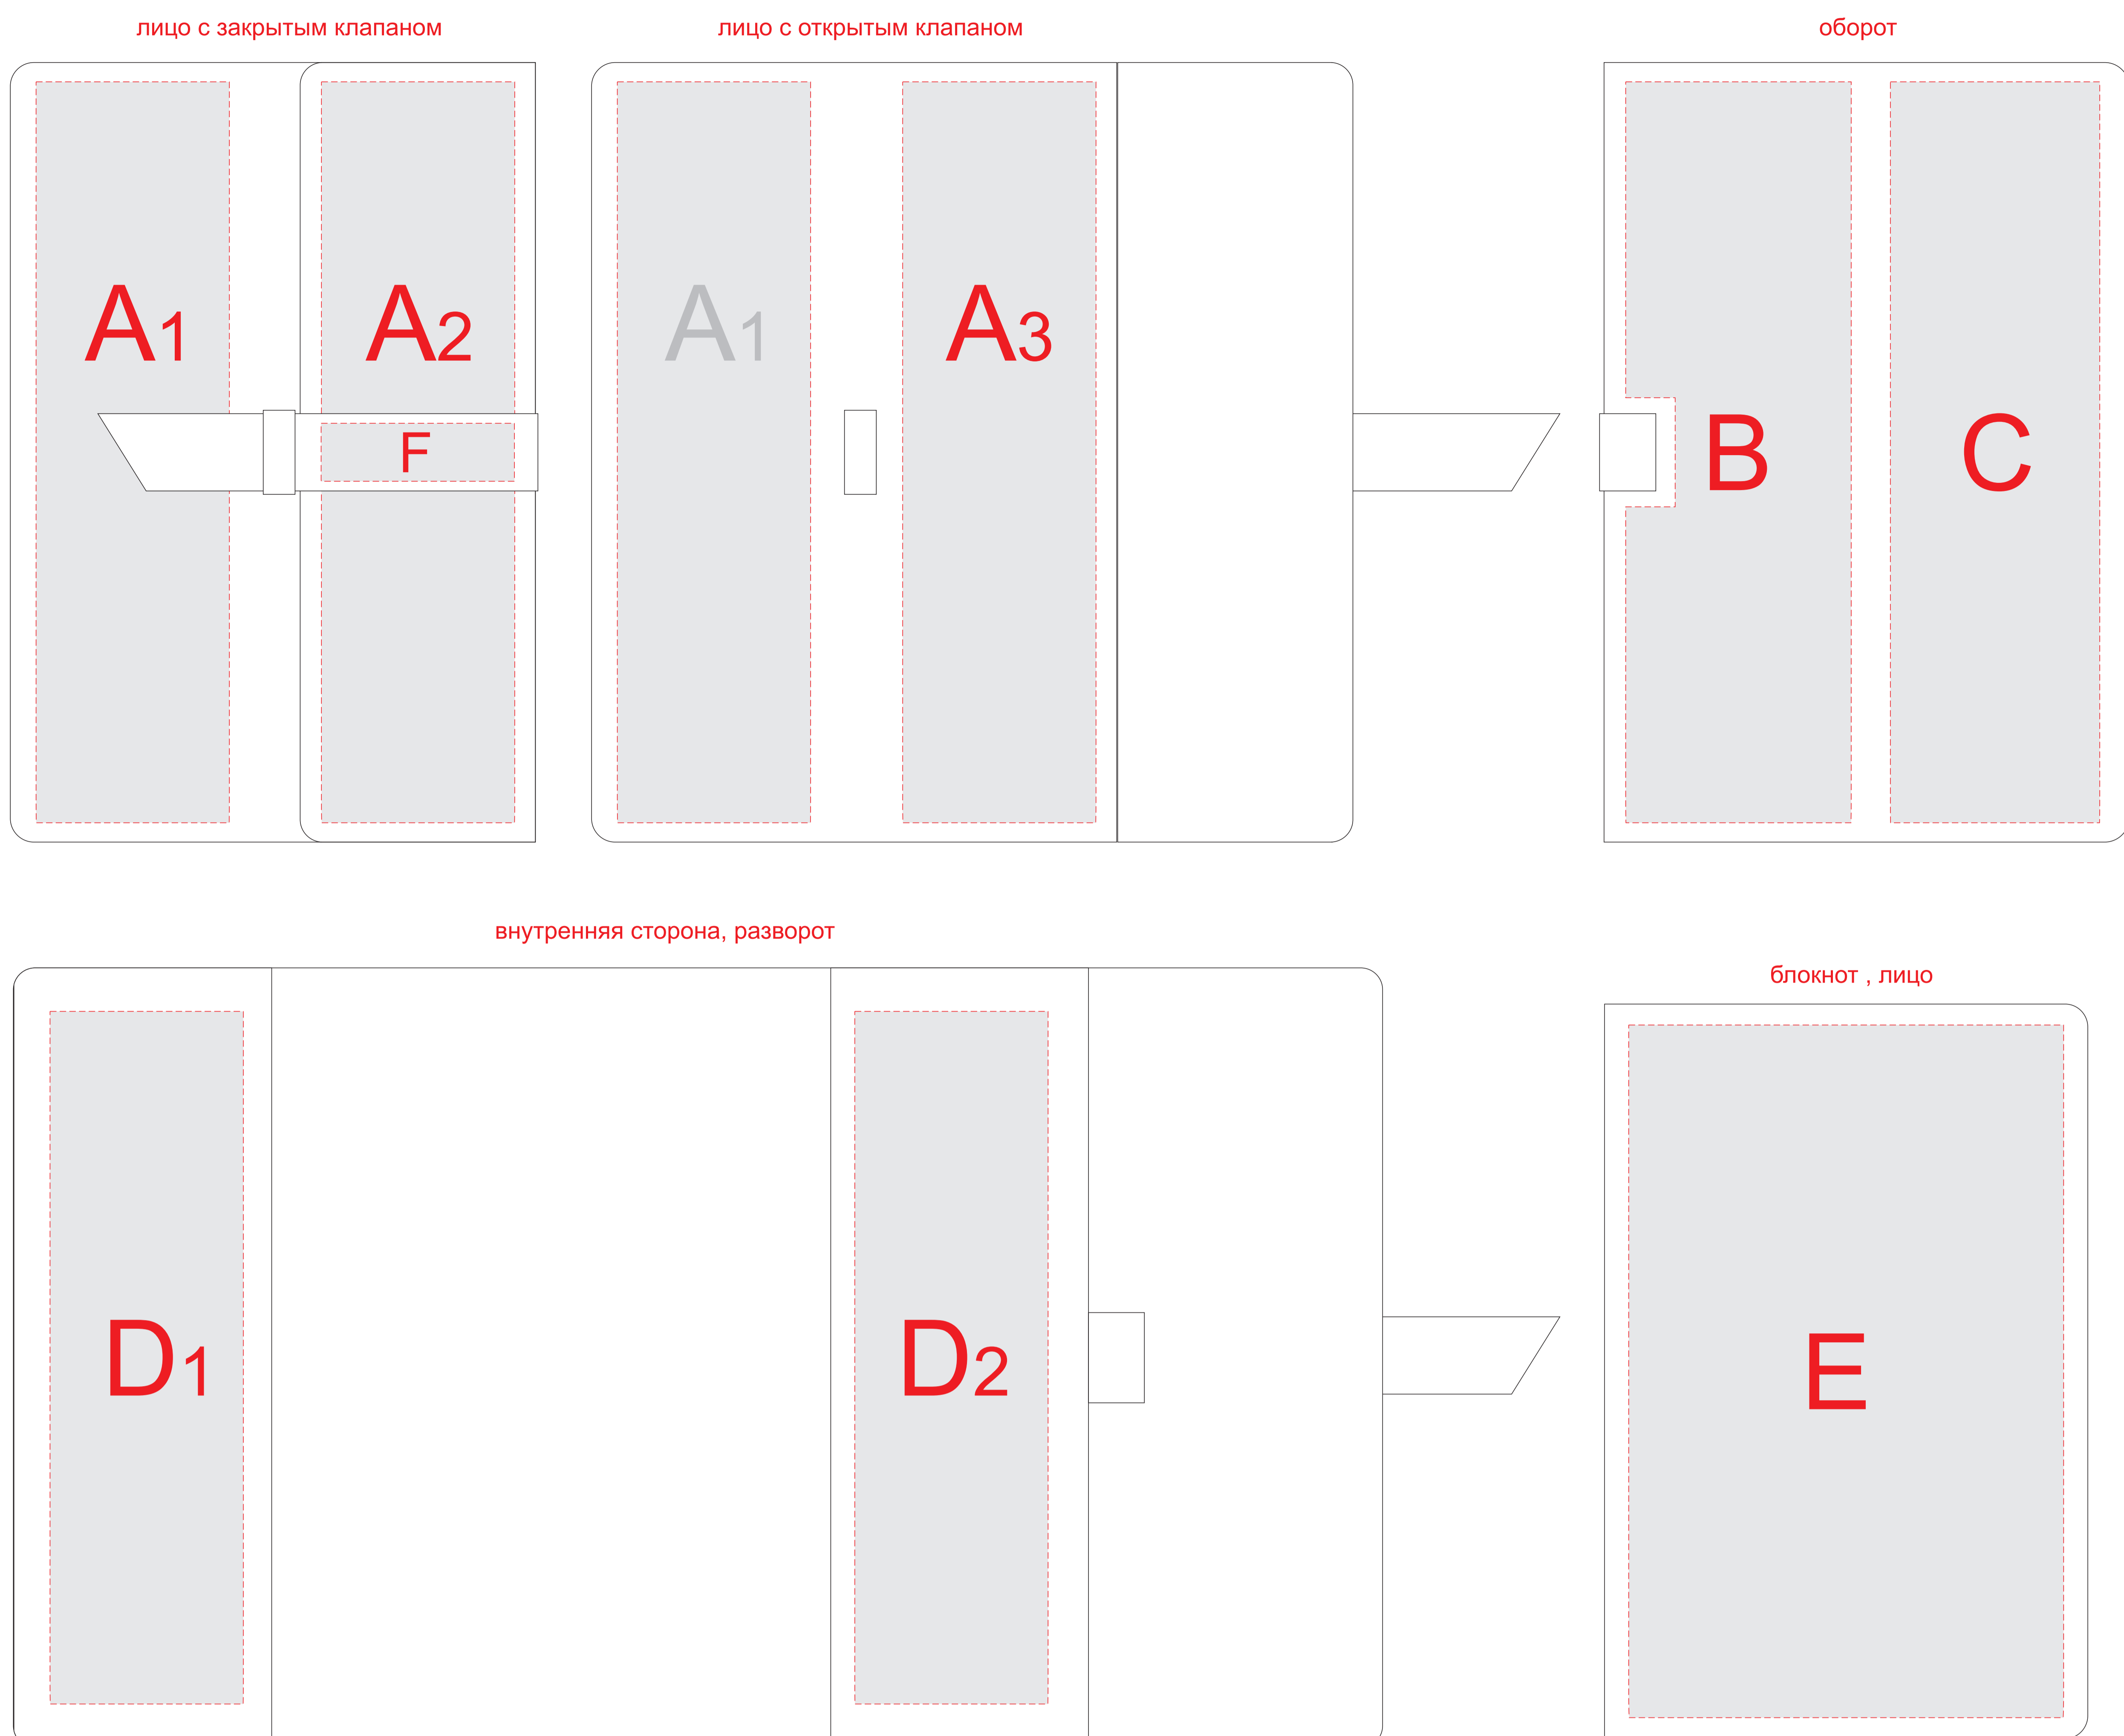 лицо с закрытым клапаном
лицо с открытым клапаном
оборот
A1
A2
A1
A3
F
B
C
внутренняя сторона, разворот
блокнот , лицо
D1
D2
E